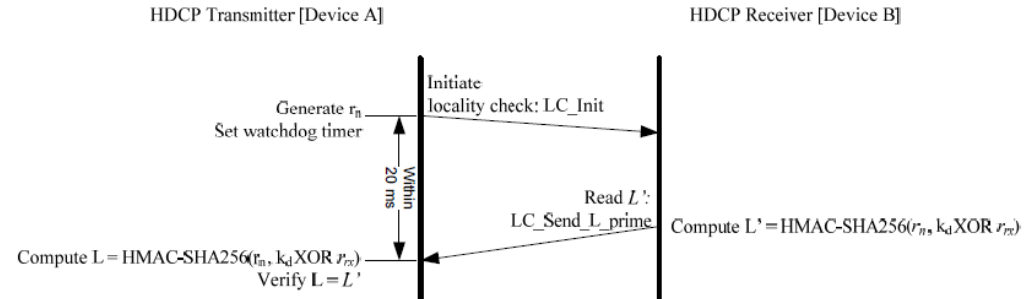 HDCP Transmitter [Device A]
HDCP Receiver [Device B]
Initiate
locality check: LC_Init
Generate rn
Set watchdog timer
Within
20 ms
Read L’:
LC_Send_L_prime
Compute L’ = HMAC-SHA256(rn, kd XOR rrx)
Compute L = HMAC-SHA256(rn, kd XOR rrx)
Verify L = L’